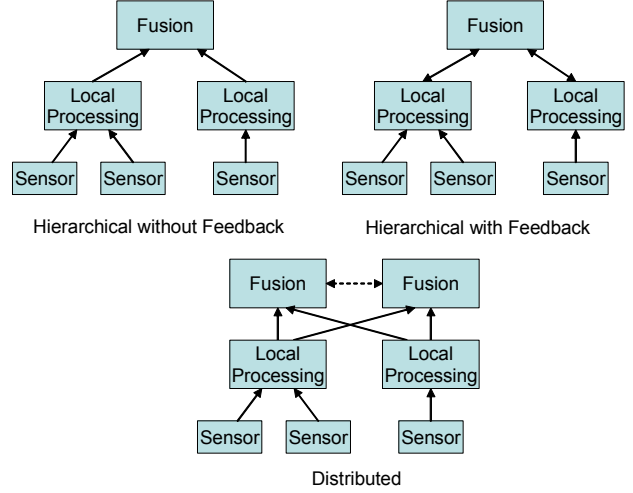 Fusion
Local
Processing
Local
Processing
Sensor
Sensor
Sensor
Hierarchical without Feedback
Fusion
Local
Processing
Local
Processing
Sensor
Sensor
Sensor
Hierarchical with Feedback
Fusion
Fusion
Local
Processing
Local
Processing
Sensor
Sensor
Sensor
Distributed